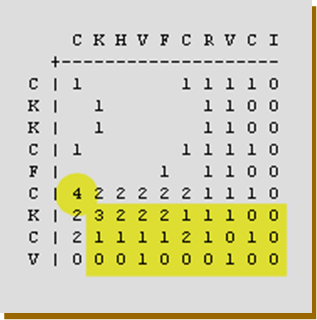 C K H V F C R V C I
  +--------------------
C | 1         1 1 1 1 0
K |   1         1 1 0 0
K |   1         1 1 0 0
C | 1         1 1 1 1 0
F |         1   1 1 0 0
C | 4 2 2 2 2 2 1 1 1 0
K | 2 3 2 2 2 1 1 1 0 0
C | 2 1 1 1 1 2 1 0 1 0
V | 0 0 0 1 0 0 0 1 0 0